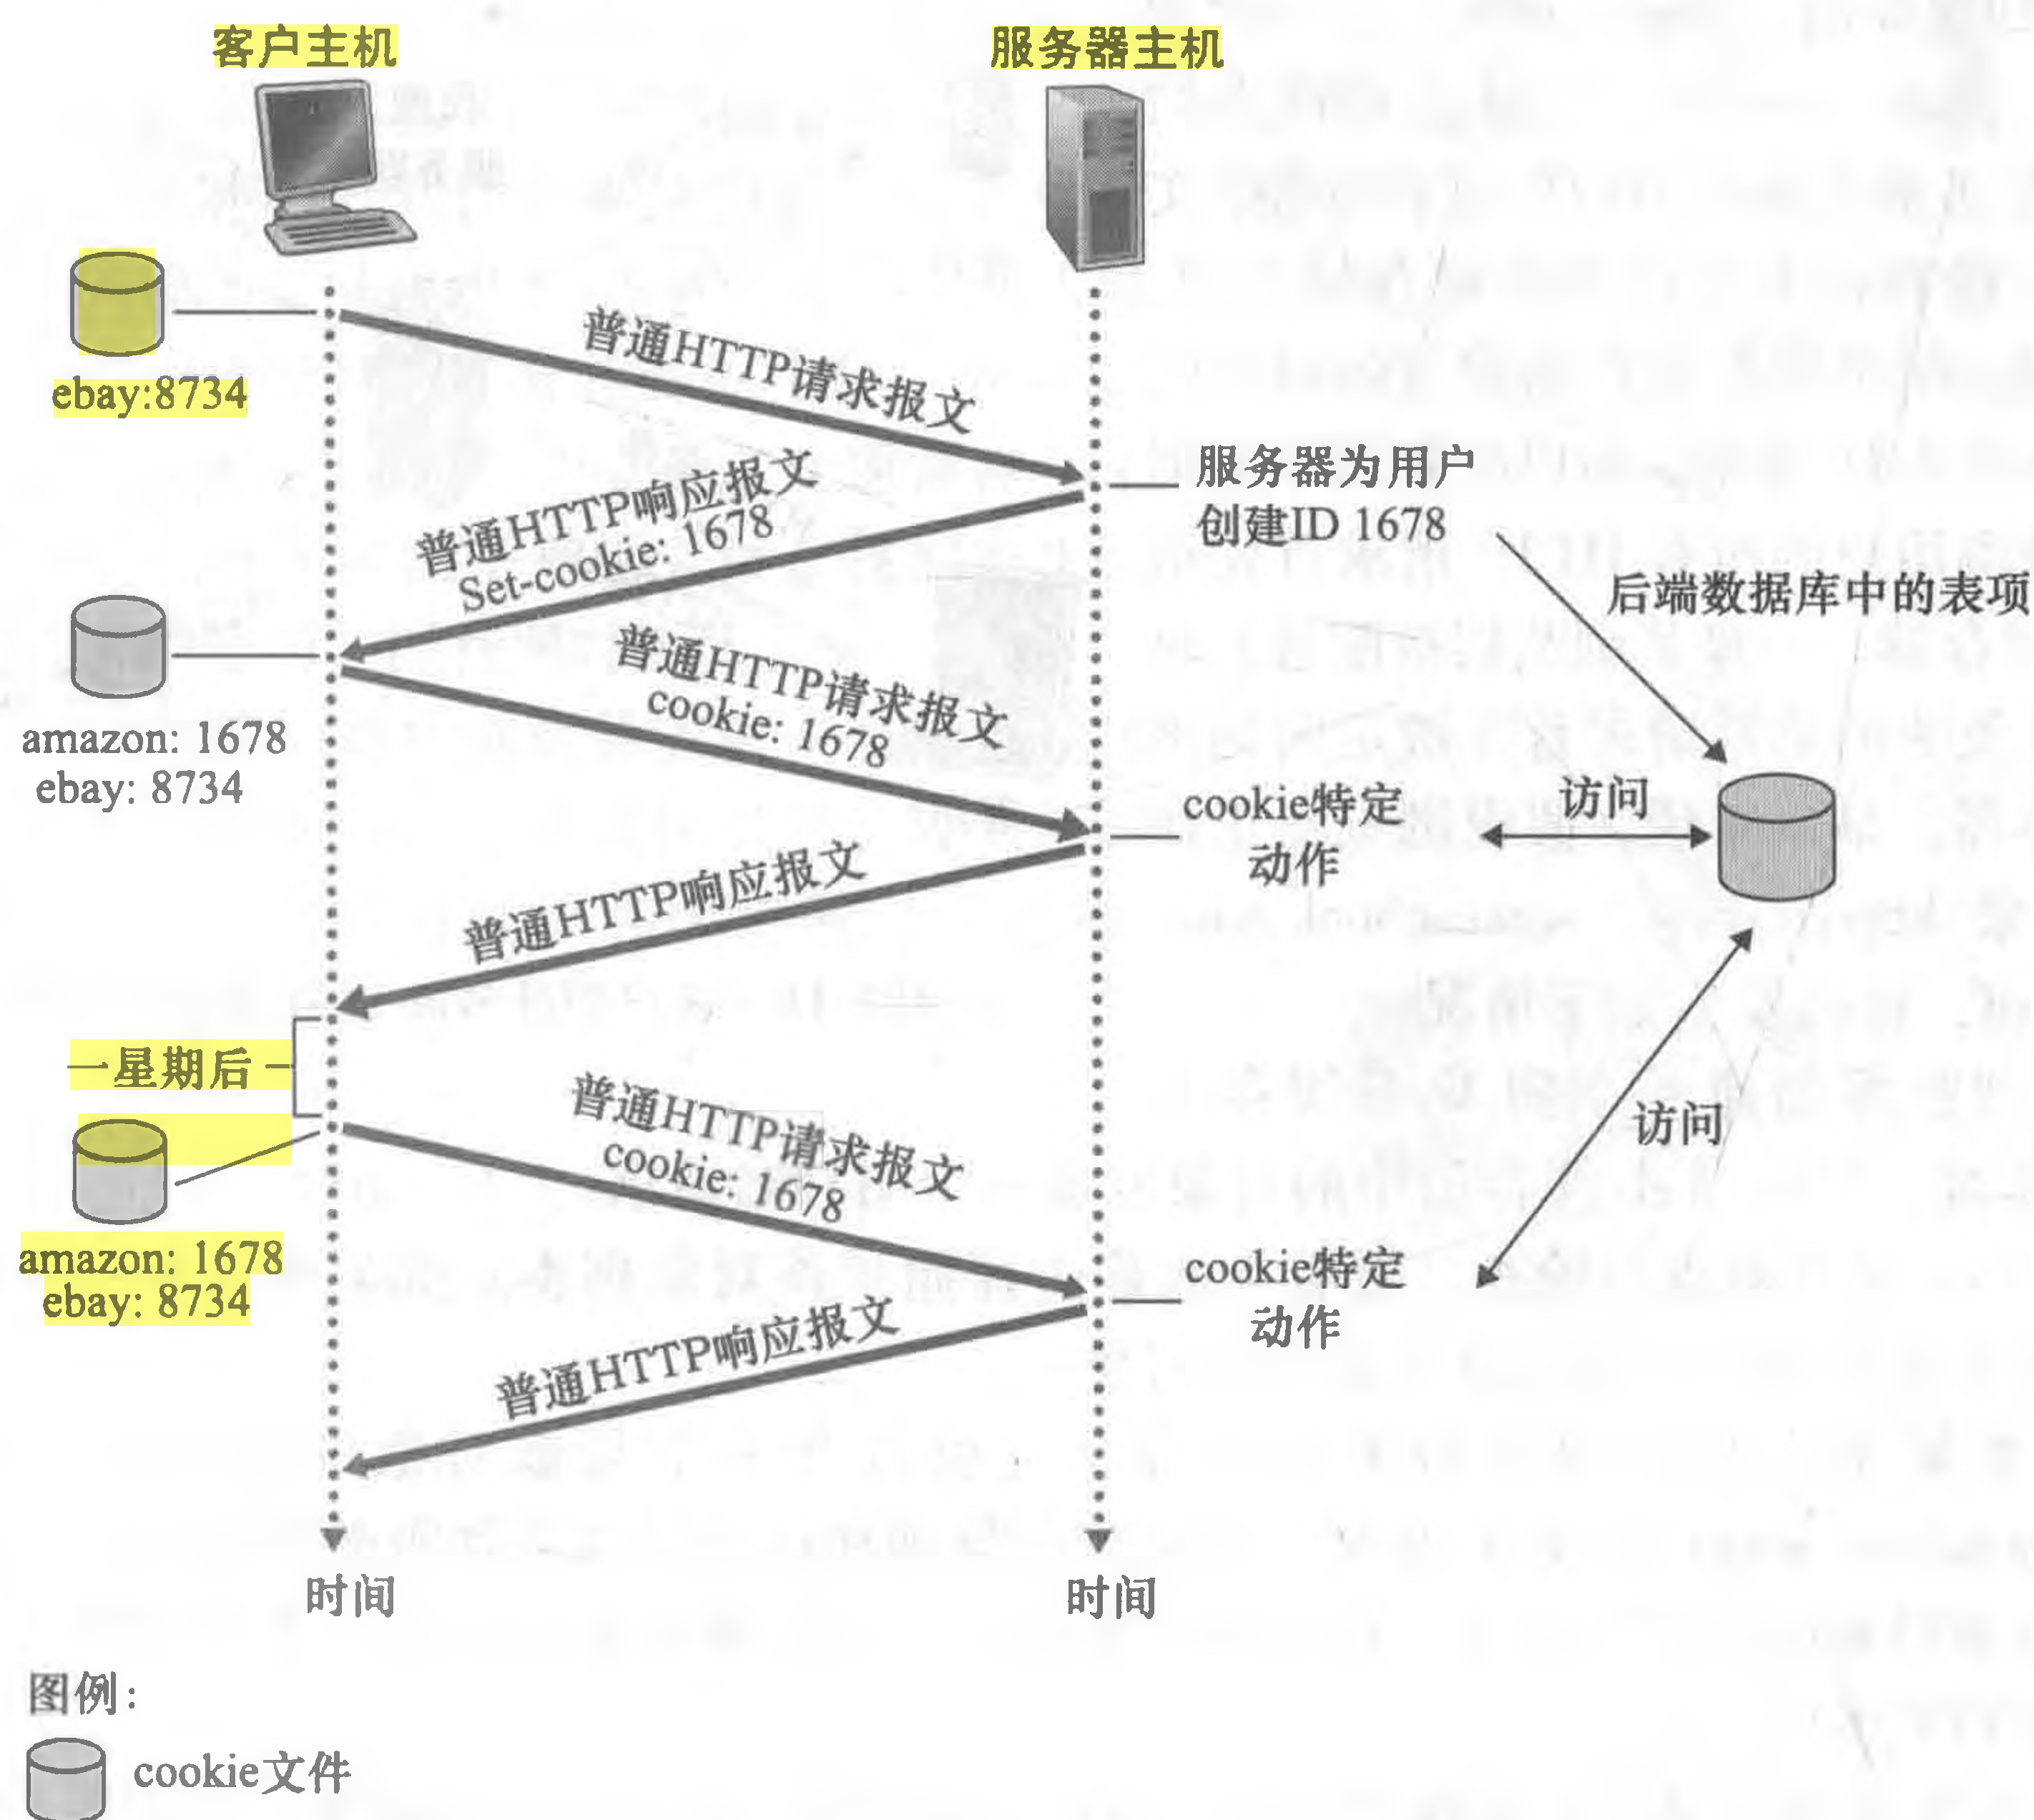 客户主机
服务器主机
ebay:8734
普通HTTP请求报文
服务器为用户
创建ID 1678
普通HTTP响应报文
Set-cookie: 1678
后端数据库中的表项
amazon: 1678
ebay: 8734
普通HTTP请求报文
cookie: 1678
cookie特定
动作
访问
普通HTTP响应报文
一星期后
普通HTTP请求报文
cookie: 1678
访问
amazon: 1678
ebay: 8734
cookie特定
动作
普通HTTP响应报文
时间
时间
图例:
cookie文件